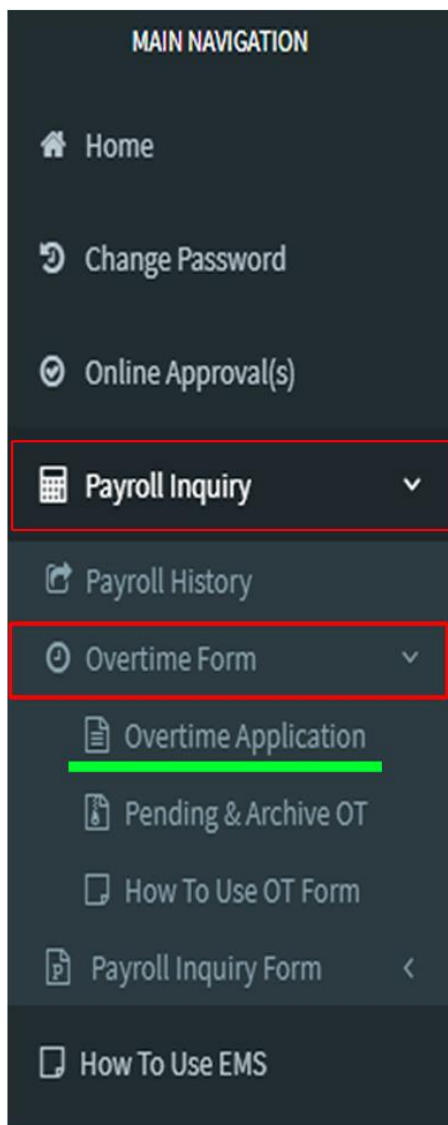 MAIN NAVIGATION
Home
Change Password
Online Approval(s)
Payroll Inquiry
Payroll History
Overtime Form
Overtime Application
Pending & Archive OT
How To Use OT Form
Payroll Inquiry Form
How To Use EMS